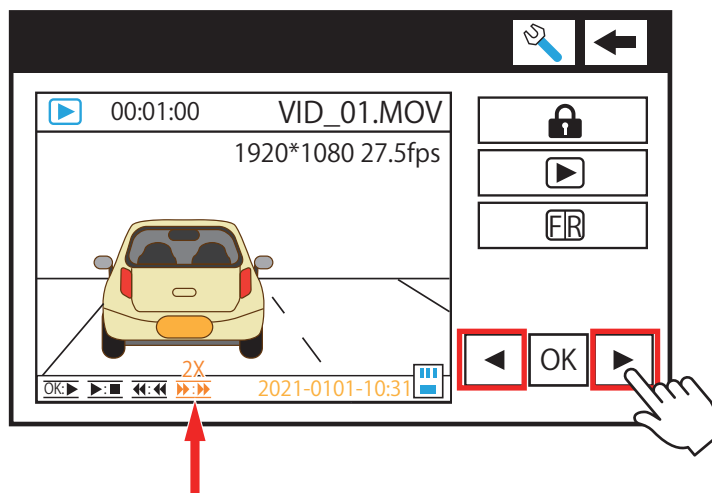 00:01:00 VID_01.MOV
1920*1080 27.5fps
FR
2X
OK:▶ ▶:■ ◀◀:◀◀ ▶▶:▶▶ 2021-0101-10:31
◀ OK ▶